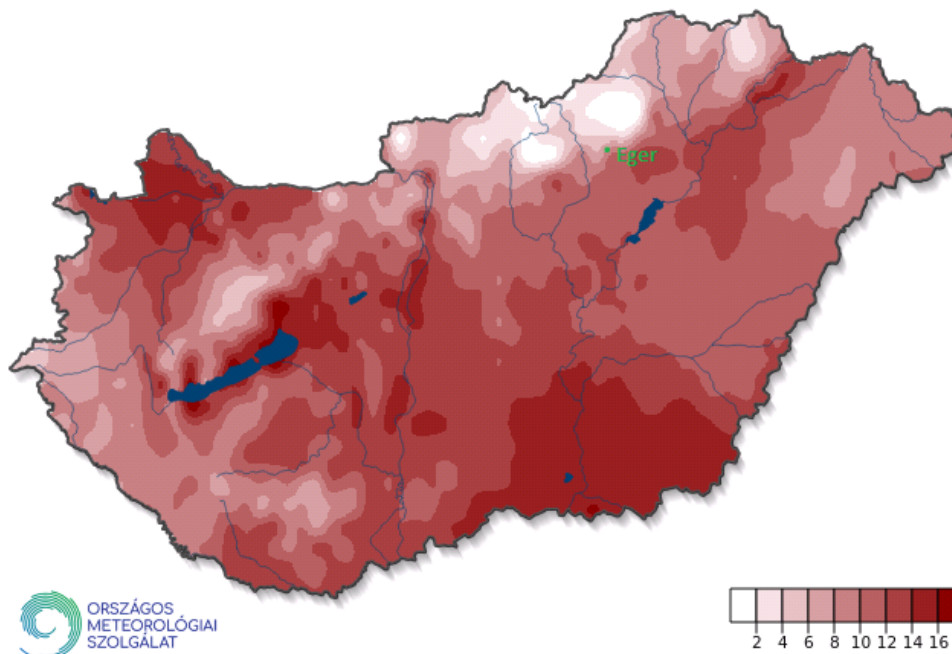 Eger
ORSZÁGOS
METEOROLÓGIAI
SZOLGÁLAT
2 4 6 8 10 12 14 16